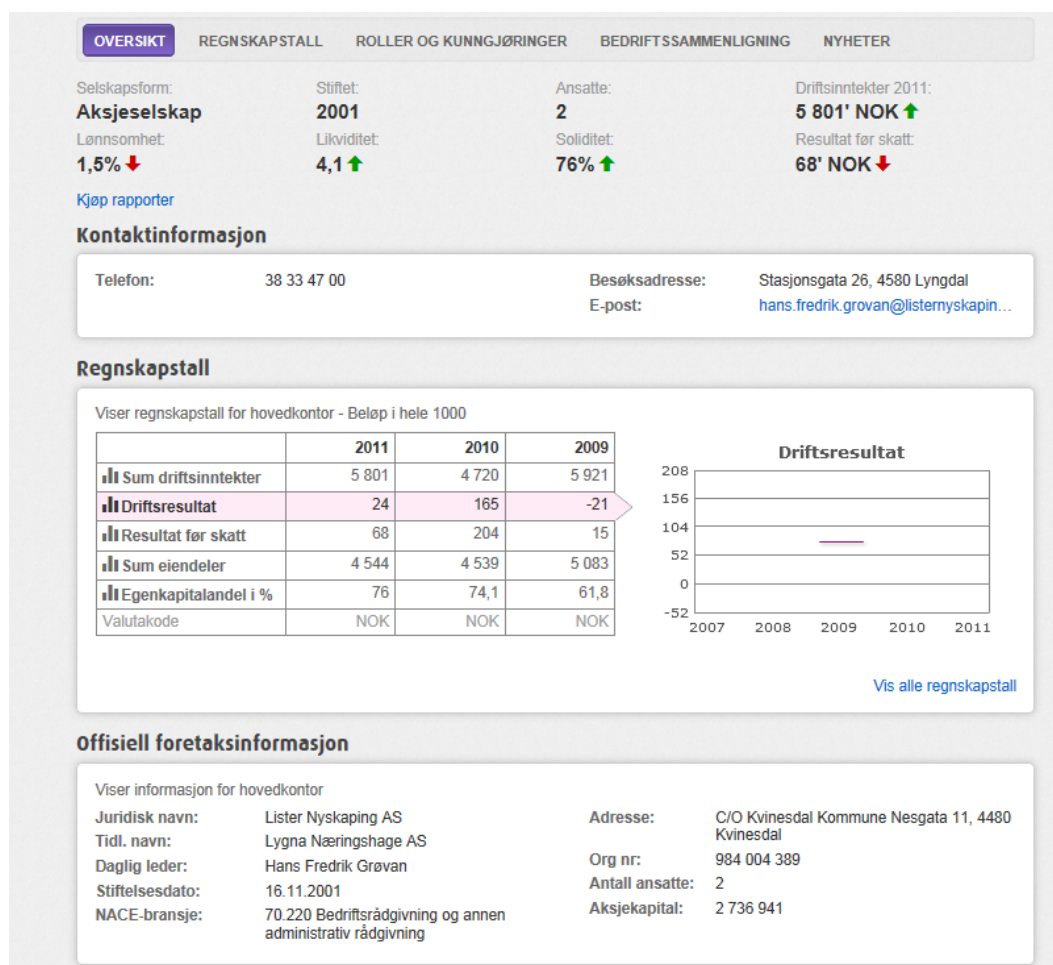 OVERSIKT REGNSKAPSTALL ROLLER OG KUNNGJØRINGER BEDRIFTSSAMMENLIGNING NYHETER
Selskapsform: Stiftet: Ansatte: Driftsinntekter 2011:
Aksjeselskap 2001 2 5 801' NOK
Lønnsomhet: Likviditet: Soliditet: Resultat før skatt:
1,5% 4,1 76% 68' NOK
Kjøp rapporter
Kontaktinformasjon
Telefon: 38 33 47 00 Besøksadresse: Stasjonsgata 26, 4580 Lyngdal
E-post: hans.fredrik.grovan@listernyskapin...
Regnskapstall
Viser regnskapstall for hovedkontor - Beløp i hele 1000
2011 2010 2009
Sum driftsinntekter 5 801 4 720 5 921
Driftsresultat 24 165 -21
Resultat før skatt 68 204 15
Sum eiendeler 4 544 4 539 5 083
Egenkapitalandel i % 76 74,1 61,8
Valutakode NOK NOK NOK
Driftsresultat
208
156
104
52
0
-52
2007 2008 2009 2010 2011
Vis alle regnskapstall
Offisiell foretaksinformasjon
Viser informasjon for hovedkontor
Juridisk navn: Lister Nyskaping AS
Tidl. navn: Lygna Næringshage AS
Daglig leder: Hans Fredrik Grøvan
Stiftelsesdato: 16.11.2001
NACE-bransje: 70.220 Bedriftsrådgivning og annen
administrativ rådgivning
Adresse: C/O Kvinesdal Kommune Nesgata 11, 4480
Kvinesdal
Org nr: 984 004 389
Antall ansatte: 2
Aksjekapital: 2 736 941